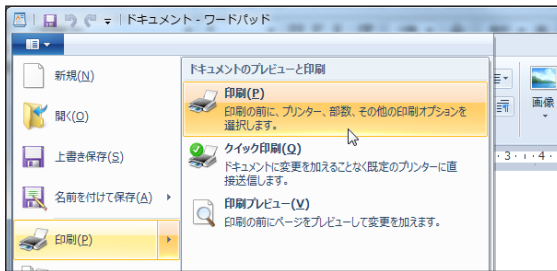 ドキュメント - ワードパッド
新規(N)
開く(O)
上書き保存(S)
名前を付けて保存(A)
印刷(P)
ドキュメントのプレビューと印刷
印刷(P)
印刷の前に、プリンター、部数、その他の印刷オプションを
選択します。
クイック印刷(Q)
ドキュメントに変更を加えることなく既定のプリンターに直
接送信します。
印刷プレビュー(V)
印刷の前にページをプレビューして変更を加えます。
画像
3 4